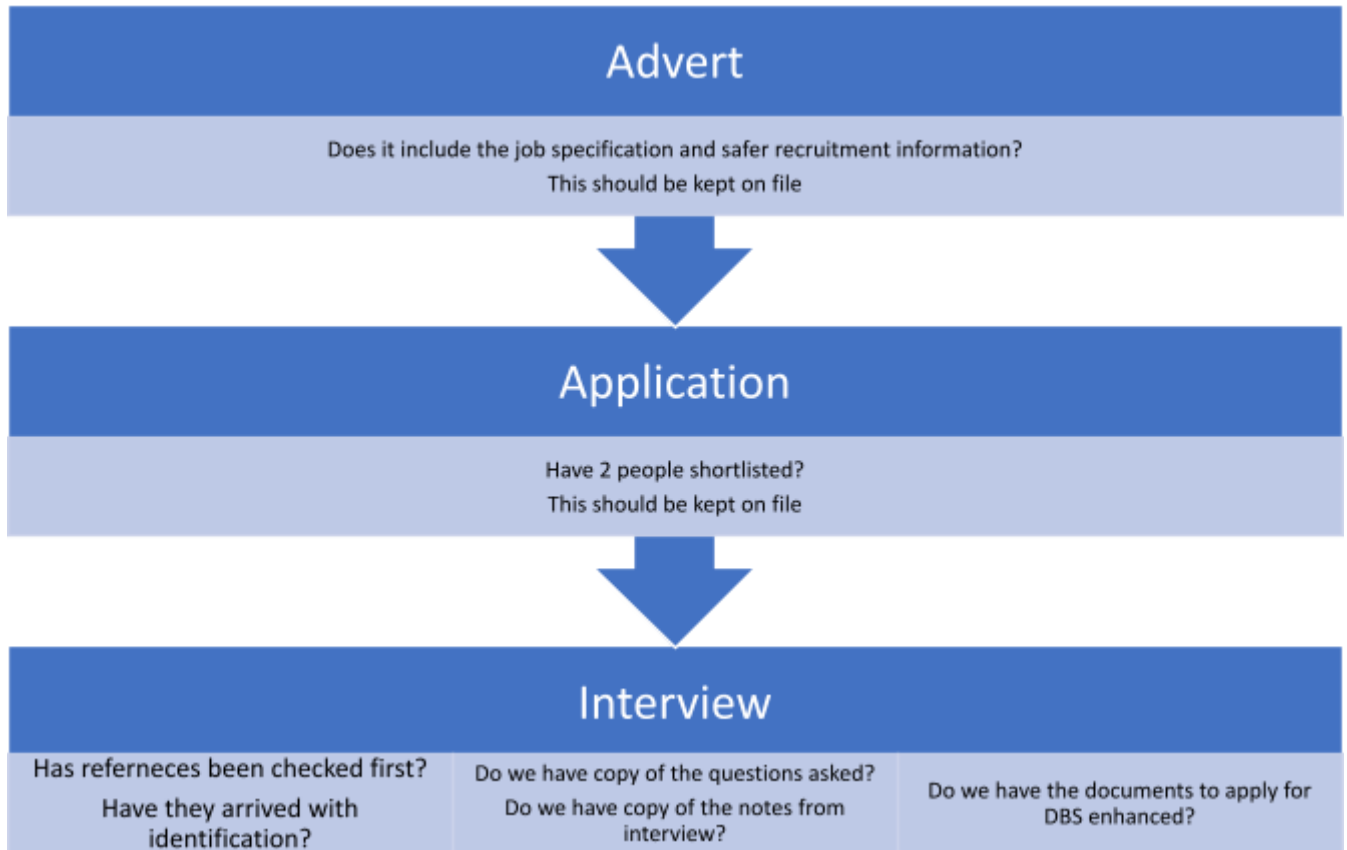 Advert
Does it include the job specification and safer recruitment information?
This should be kept on file
Application
Have 2 people shortlisted?
This should be kept on file
Interview
Has referneces been checked first?
Have they arrived with
identification?
Do we have copy of the questions asked?
Do we have copy of the notes from
interview?
Do we have the documents to apply for
DBS enhanced?